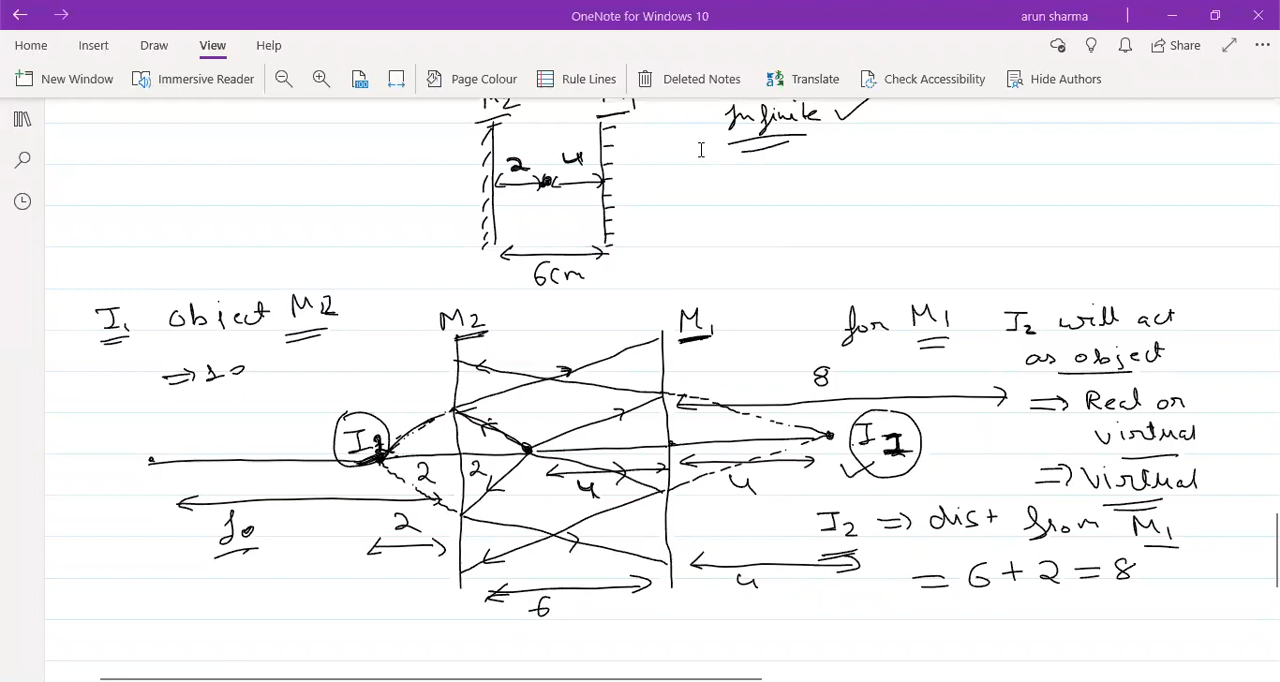 OneNote for Windows 10
arun sharma
Home Insert Draw View Help
Share
New Window Immersive Reader Page Colour Rule Lines Deleted Notes Translate Check Accessibility Hide Authors
M2
Infinite ✓
2 4
6cm
I₁ object M2
⇒ 10
M2
M₁
for M₁
I₂ will act
as object
⇒ Real or
virtual
⇒ Virtual
8
I
I
2 2 4 4
10
2
6
4
I₂ ⇒ dist from M₁
= 6 + 2 = 8